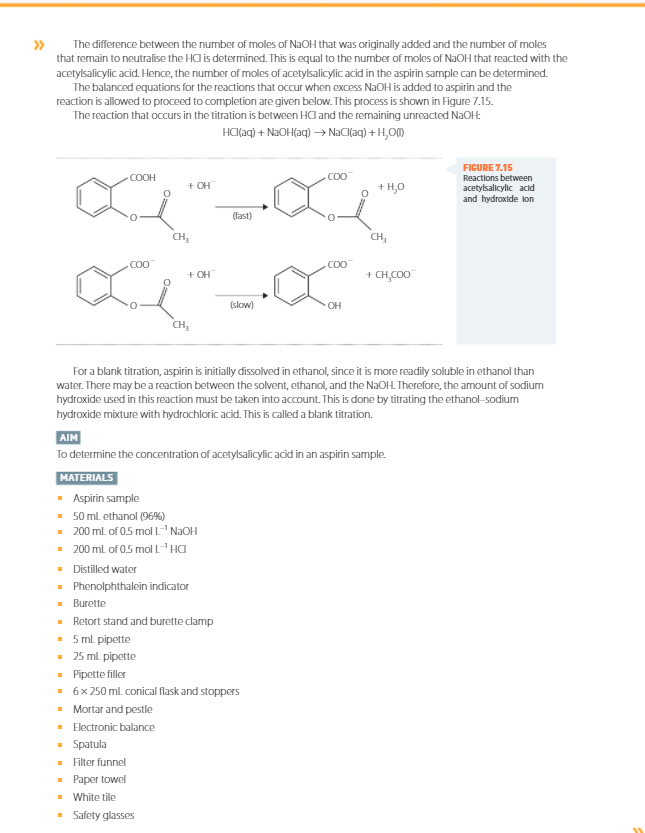 »
The difference between the number of moles of NaOH that was originally added and the number of moles
that remain to neutralise the HCl is determined. This is equal to the number of moles of NaOH that reacted with the
acetylsalicylic acid. Hence, the number of moles of acetylsalicylic acid in the aspirin sample can be determined.
The balanced equations for the reactions that occur when excess NaOH is added to aspirin and the
reaction is allowed to proceed to completion are given below. This process is shown in Figure 7.15.
The reaction that occurs in the titration is between HCl and the remaining unreacted NaOH:
HCl(aq) + NaOH(aq) → NaCl(aq) + H₂O(l)
COOH
O
O
CH₃
+ OH⁻
(fast)
COO⁻
O
O
CH₃
+ H₂O
FIGURE 7.15
Reactions between
acetylsalicylic acid
and hydroxide ion
COO⁻
O
O
CH₃
+ OH⁻
(slow)
COO⁻
OH
+ CH₃COO⁻
For a blank titration, aspirin is initially dissolved in ethanol, since it is more readily soluble in ethanol than
water. There may be a reaction between the solvent, ethanol, and the NaOH. Therefore, the amount of sodium
hydroxide used in this reaction must be taken into account. This is done by titrating the ethanol–sodium
hydroxide mixture with hydrochloric acid. This is called a blank titration.
AIM
To determine the concentration of acetylsalicylic acid in an aspirin sample.
MATERIALS
▪ Aspirin sample
▪ 50 mL ethanol (96%)
▪ 200 mL of 0.5 mol L⁻¹ NaOH
▪ 200 mL of 0.5 mol L⁻¹ HCl
▪ Distilled water
▪ Phenolphthalein indicator
▪ Burette
▪ Retort stand and burette clamp
▪ 5 mL pipette
▪ 25 mL pipette
▪ Pipette filler
▪ 6 × 250 mL conical flask and stoppers
▪ Mortar and pestle
▪ Electronic balance
▪ Spatula
▪ Filter funnel
▪ Paper towel
▪ White tile
▪ Safety glasses
»